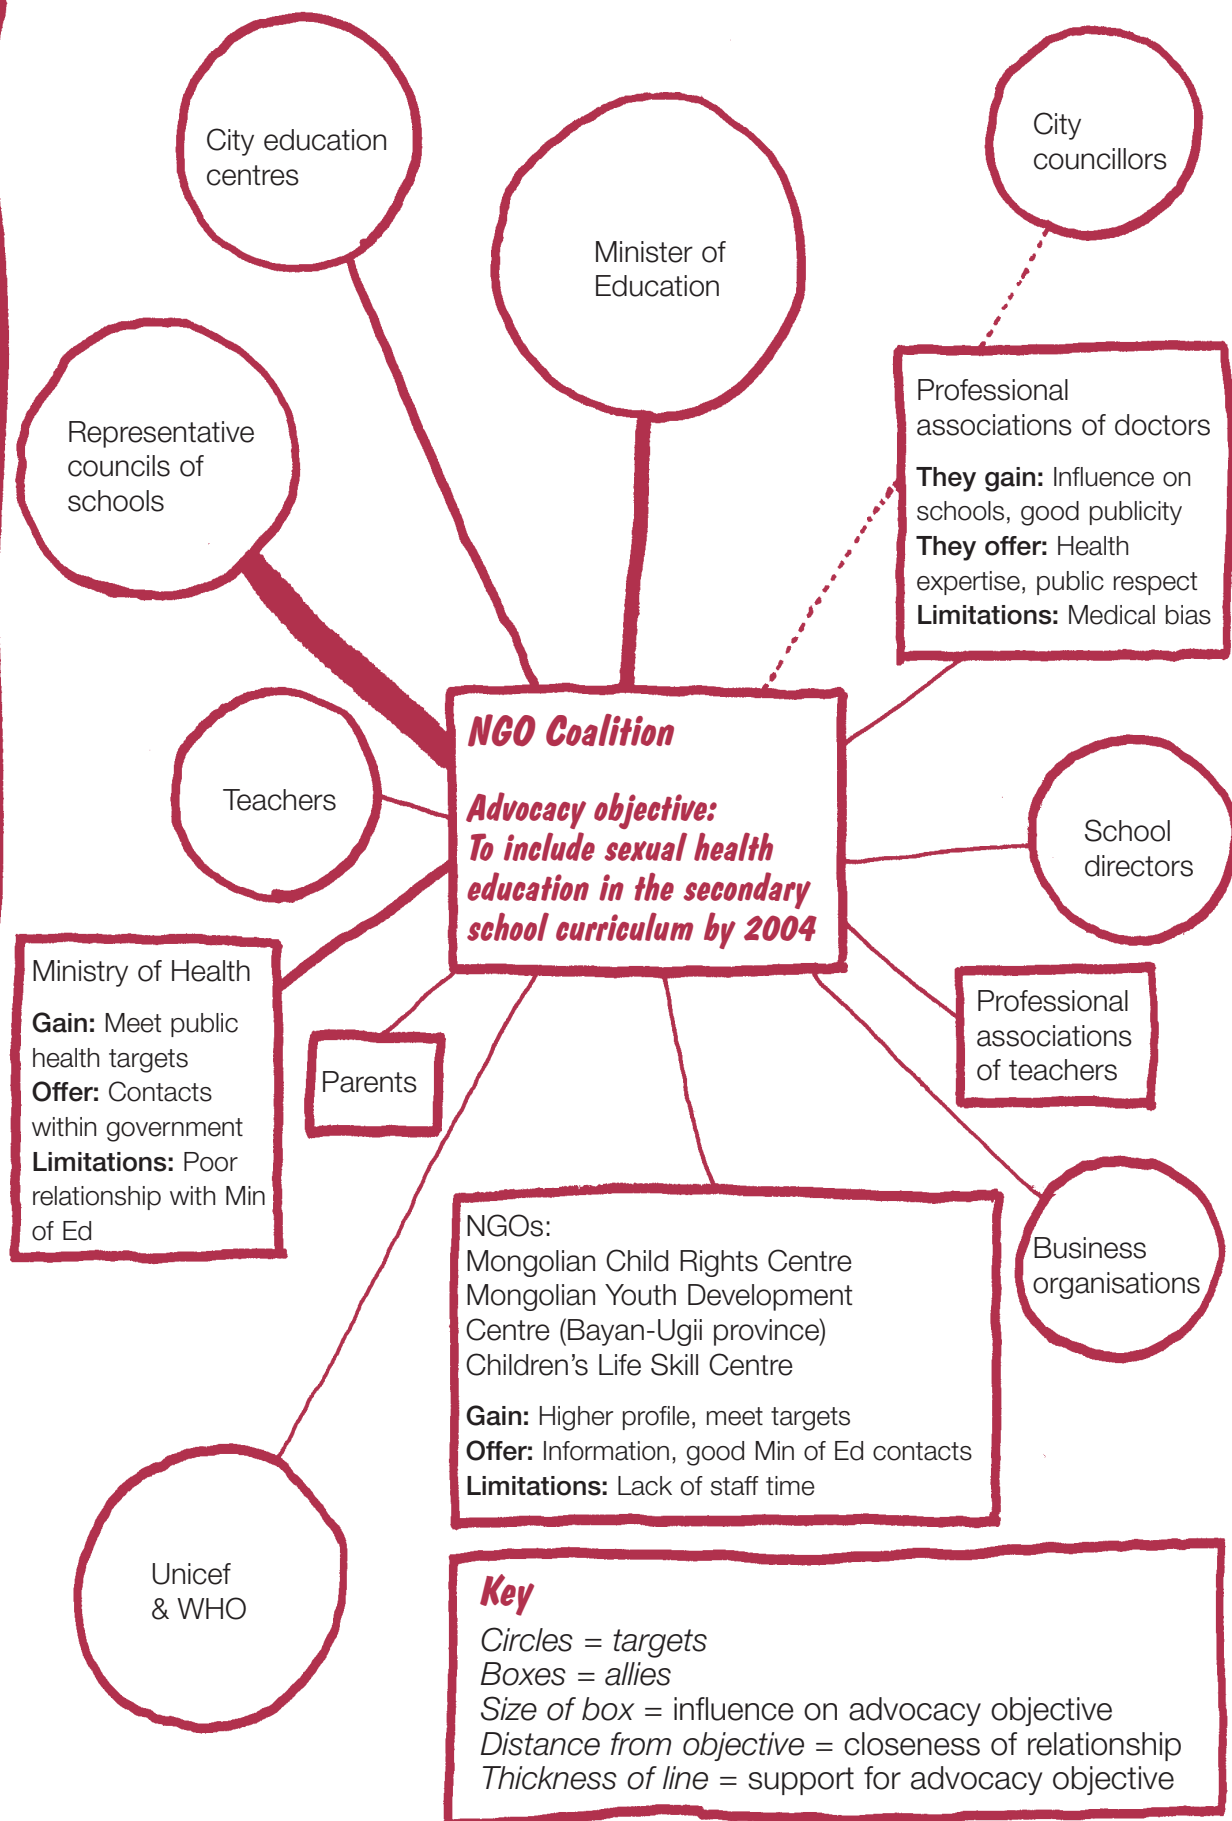 City education
centres
Minister of
Education
City
councillors
Representative
councils of
schools
Professional
associations of doctors
They gain: Influence on
schools, good publicity
They offer: Health
expertise, public respect
Limitations: Medical bias
NGO Coalition
Advocacy objective:
To include sexual health
education in the secondary
school curriculum by 2004
Teachers
School
directors
Ministry of Health
Gain: Meet public
health targets
Offer: Contacts
within government
Limitations: Poor
relationship with Min
of Ed
Parents
Professional
associations
of teachers
NGOs:
Mongolian Child Rights Centre
Mongolian Youth Development
Centre (Bayan-Ugii province)
Children's Life Skill Centre
Gain: Higher profile, meet targets
Offer: Information, good Min of Ed contacts
Limitations: Lack of staff time
Business
organisations
Unicef
& WHO
Key
Circles = targets
Boxes = allies
Size of box = influence on advocacy objective
Distance from objective = closeness of relationship
Thickness of line = support for advocacy objective